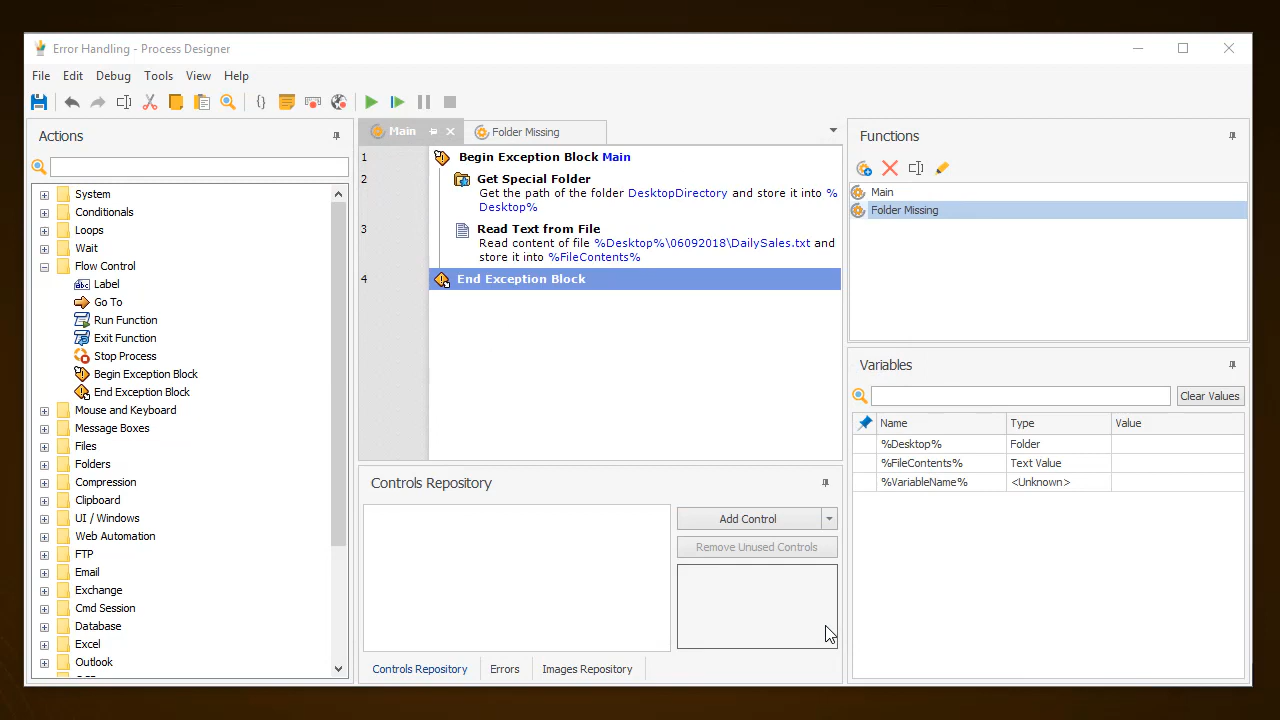 Error Handling - Process Designer
File Edit Debug Tools View Help
Actions
System
Conditionals
Loops
Wait
Flow Control
Label
Go To
Run Function
Exit Function
Stop Process
Begin Exception Block
End Exception Block
Mouse and Keyboard
Message Boxes
Files
Folders
Compression
Clipboard
UI / Windows
Web Automation
FTP
Email
Exchange
Cmd Session
Database
Excel
Outlook
Main
Folder Missing
1 Begin Exception Block Main
2 Get Special Folder
Get the path of the folder DesktopDirectory and store it into %
Desktop%
3 Read Text from File
Read content of file %Desktop%\06092018\DailySales.txt and
store it into %FileContents%
4 End Exception Block
Controls Repository
Add Control
Remove Unused Controls
Controls Repository Errors Images Repository
Functions
Main
Folder Missing
Variables
Clear Values
Name Type Value
%Desktop% Folder
%FileContents% Text Value
%VariableName% <Unknown>